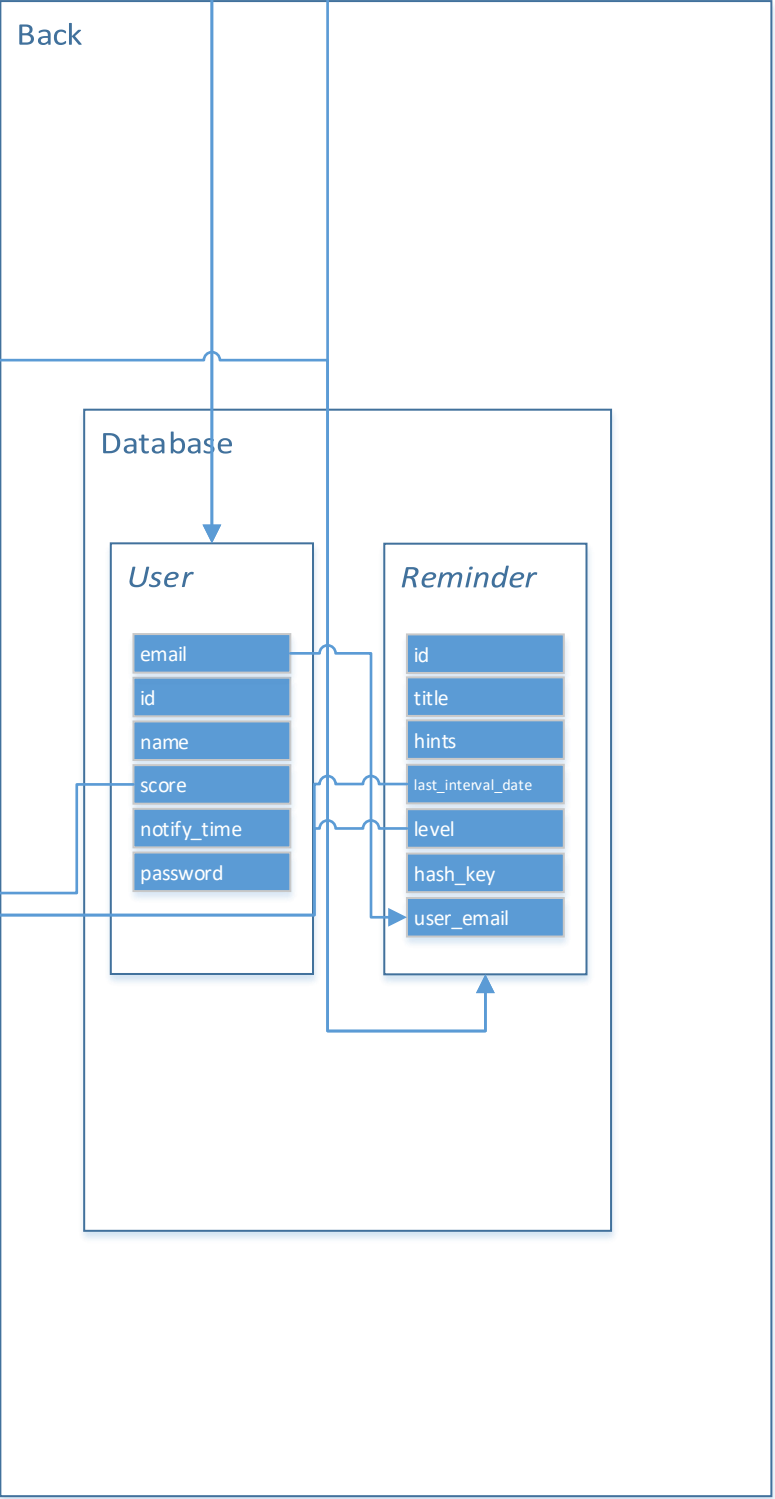 Back
Database
User
email
id
name
score
notify_time
password
Reminder
id
title
hints
last_interval_date
level
hash_key
user_email